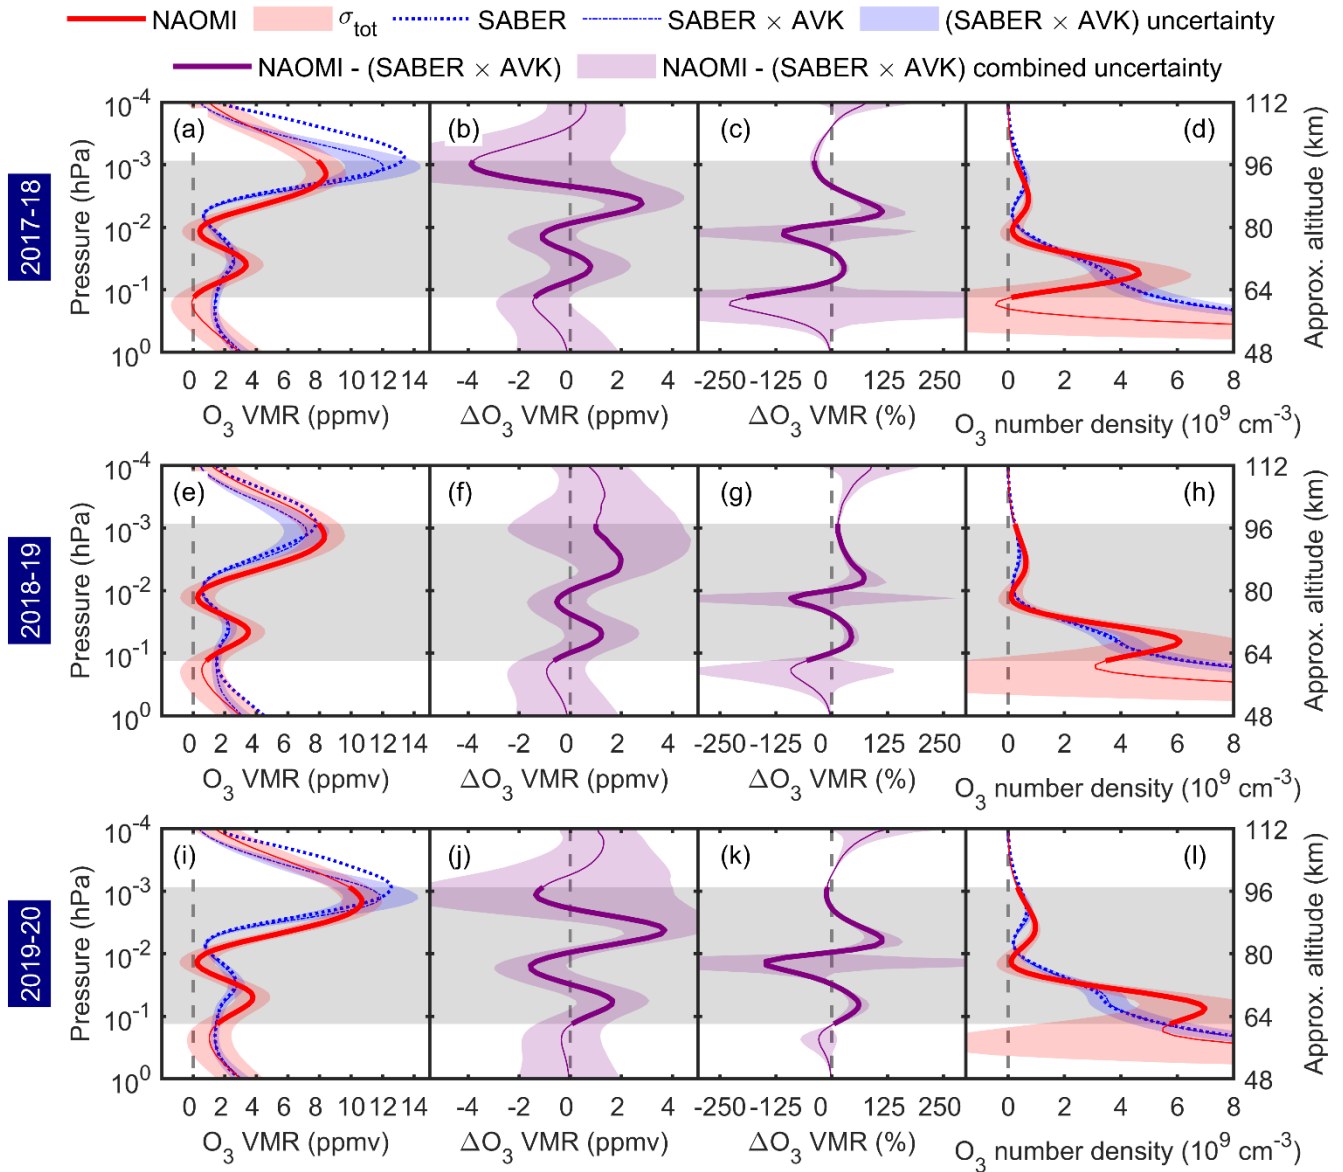 NAOMI σtot SABER SABER × AVK (SABER × AVK) uncertainty
NAOMI - (SABER × AVK) NAOMI - (SABER × AVK) combined uncertainty
2017-18
Pressure (hPa)
10⁻⁴
10⁻³
10⁻²
10⁻¹
10⁰
(a) (b) (c) (d)
112
96
80
64
48
Approx. altitude (km)
0 2 4 6 8 10 12 14 -4 -2 0 2 4 -250 -125 0 125 250 0 2 4 6 8
O₃ VMR (ppmv) ΔO₃ VMR (ppmv) ΔO₃ VMR (%) O₃ number density (10⁹ cm⁻³)
2018-19
Pressure (hPa)
10⁻⁴
10⁻³
10⁻²
10⁻¹
10⁰
(e) (f) (g) (h)
112
96
80
64
48
Approx. altitude (km)
0 2 4 6 8 10 12 14 -4 -2 0 2 4 -250 -125 0 125 250 0 2 4 6 8
O₃ VMR (ppmv) ΔO₃ VMR (ppmv) ΔO₃ VMR (%) O₃ number density (10⁹ cm⁻³)
2019-20
Pressure (hPa)
10⁻⁴
10⁻³
10⁻²
10⁻¹
10⁰
(i) (j) (k) (l)
112
96
80
64
48
Approx. altitude (km)
0 2 4 6 8 10 12 14 -4 -2 0 2 4 -250 -125 0 125 250 0 2 4 6 8
O₃ VMR (ppmv) ΔO₃ VMR (ppmv) ΔO₃ VMR (%) O₃ number density (10⁹ cm⁻³)